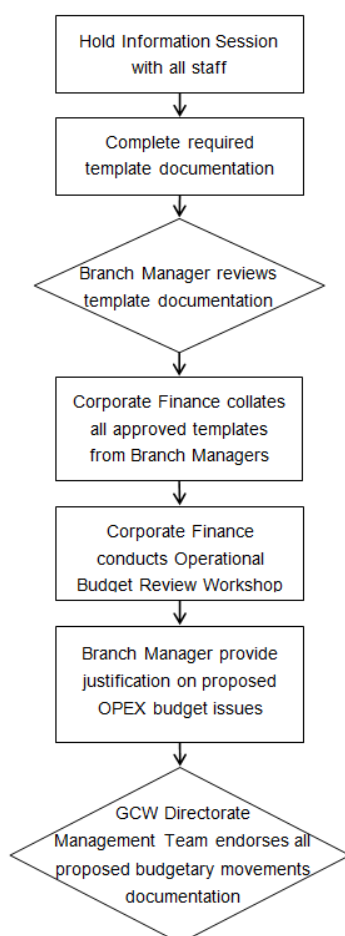 Hold Information Session
with all staff
Complete required
template documentation
Branch Manager reviews
template documentation
Corporate Finance collates
all approved templates
from Branch Managers
Corporate Finance
conducts Operational
Budget Review Workshop
Branch Manager provide
justification on proposed
OPEX budget issues
GCW Directorate
Management Team endorses all
proposed budgetary movements
documentation